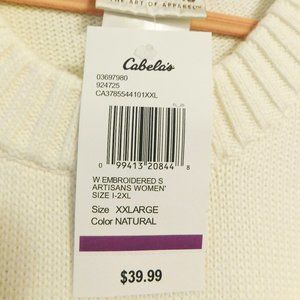 THE ART OF APPAREL
Cabela's
03697980
924725
CA3785544101XXL
0 99413 20844 8
W EMBROIDERED S
ARTISANS WOMEN'
SIZE I-2XL
Size XXLARGE
Color NATURAL
$39.99